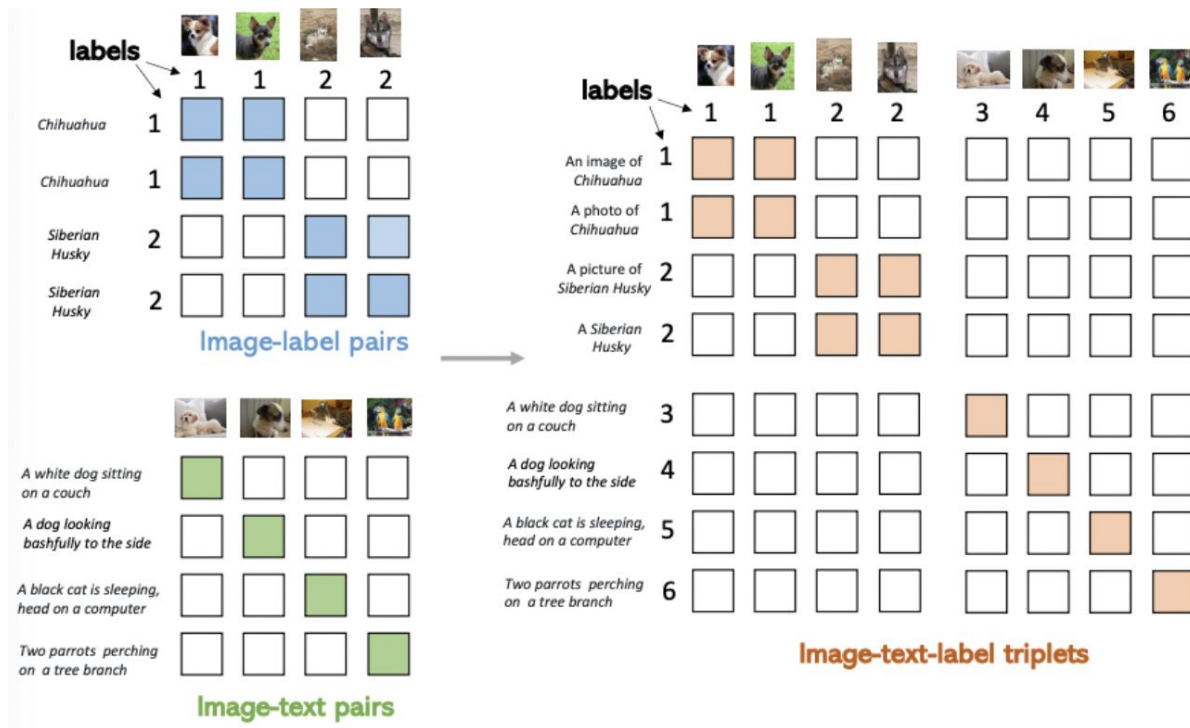 labels
1 1 2 2
Chihuahua 1
Chihuahua 1
Siberian
Husky 2
Siberian
Husky 2
Image-label pairs
A white dog sitting
on a couch
A dog looking
bashfully to the side
A black cat is sleeping,
head on a computer
Two parrots perching
on a tree branch
Image-text pairs
labels
1 1 2 2 3 4 5 6
An image of
Chihuahua 1
A photo of
Chihuahua 1
A picture of
Siberian Husky 2
A Siberian
Husky 2
A white dog sitting
on a couch 3
A dog looking
bashfully to the side 4
A black cat is sleeping,
head on a computer 5
Two parrots perching
on a tree branch 6
Image-text-label triplets